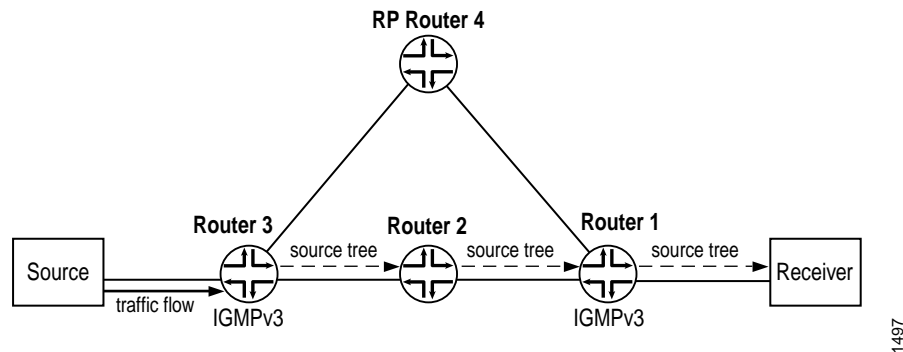 RP Router 4
Router 3
Router 2
Router 1
source tree
source tree
source tree
Source
Receiver
traffic flow
IGMPv3
IGMPv3
1497